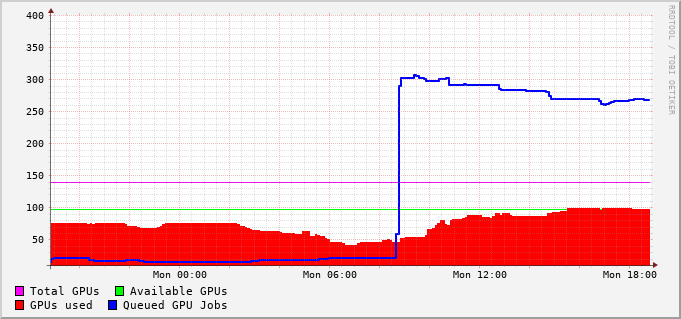 400
350
300
250
200
150
100
50
Mon 00:00 Mon 06:00 Mon 12:00 Mon 18:00
Total GPUs Available GPUs
GPUs used Queued GPU Jobs
RRDTOOL / TOBI OETIKER